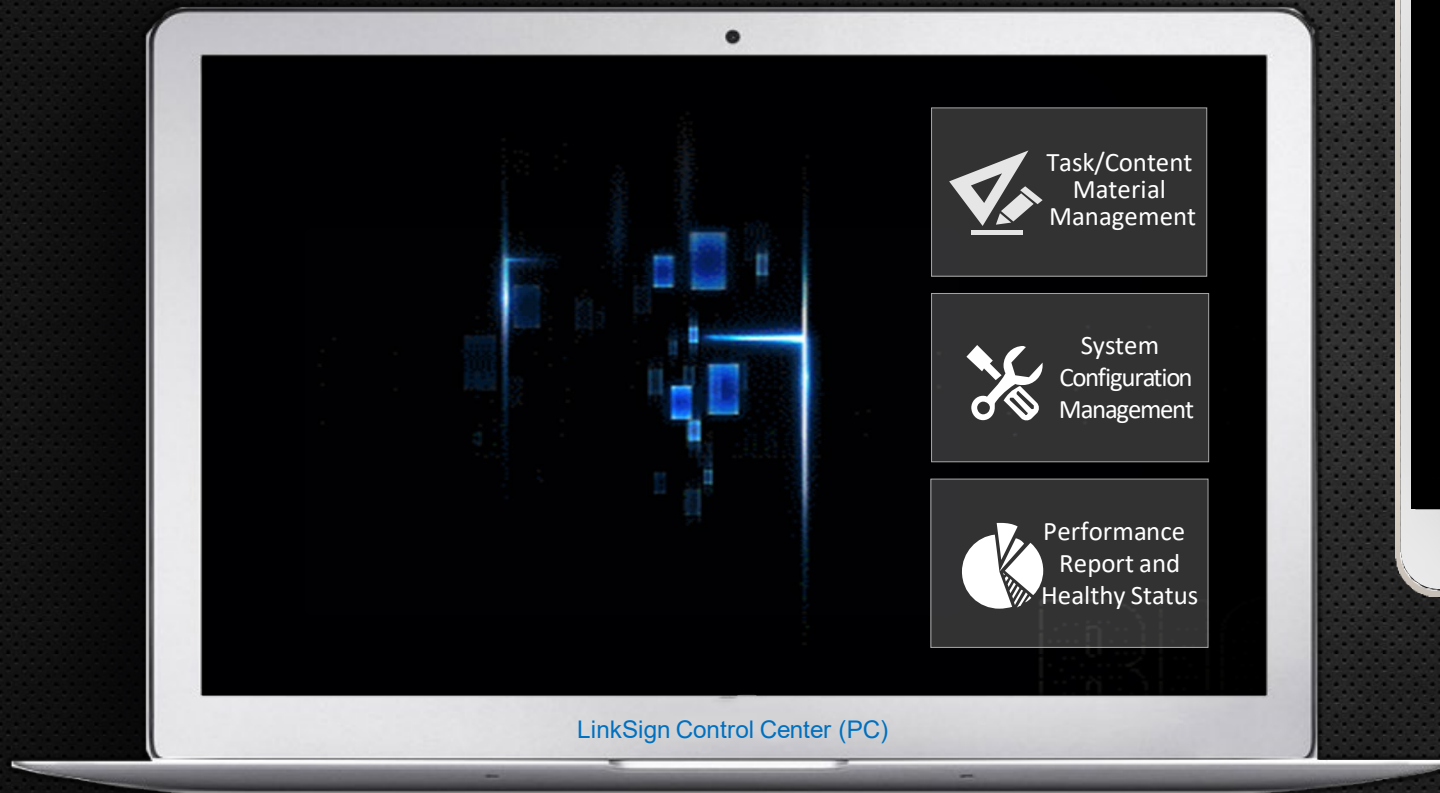 Task/Content
Material
Management
System
Configuration
Management
Performance
Report and
Healthy Status
LinkSign Control Center (PC)